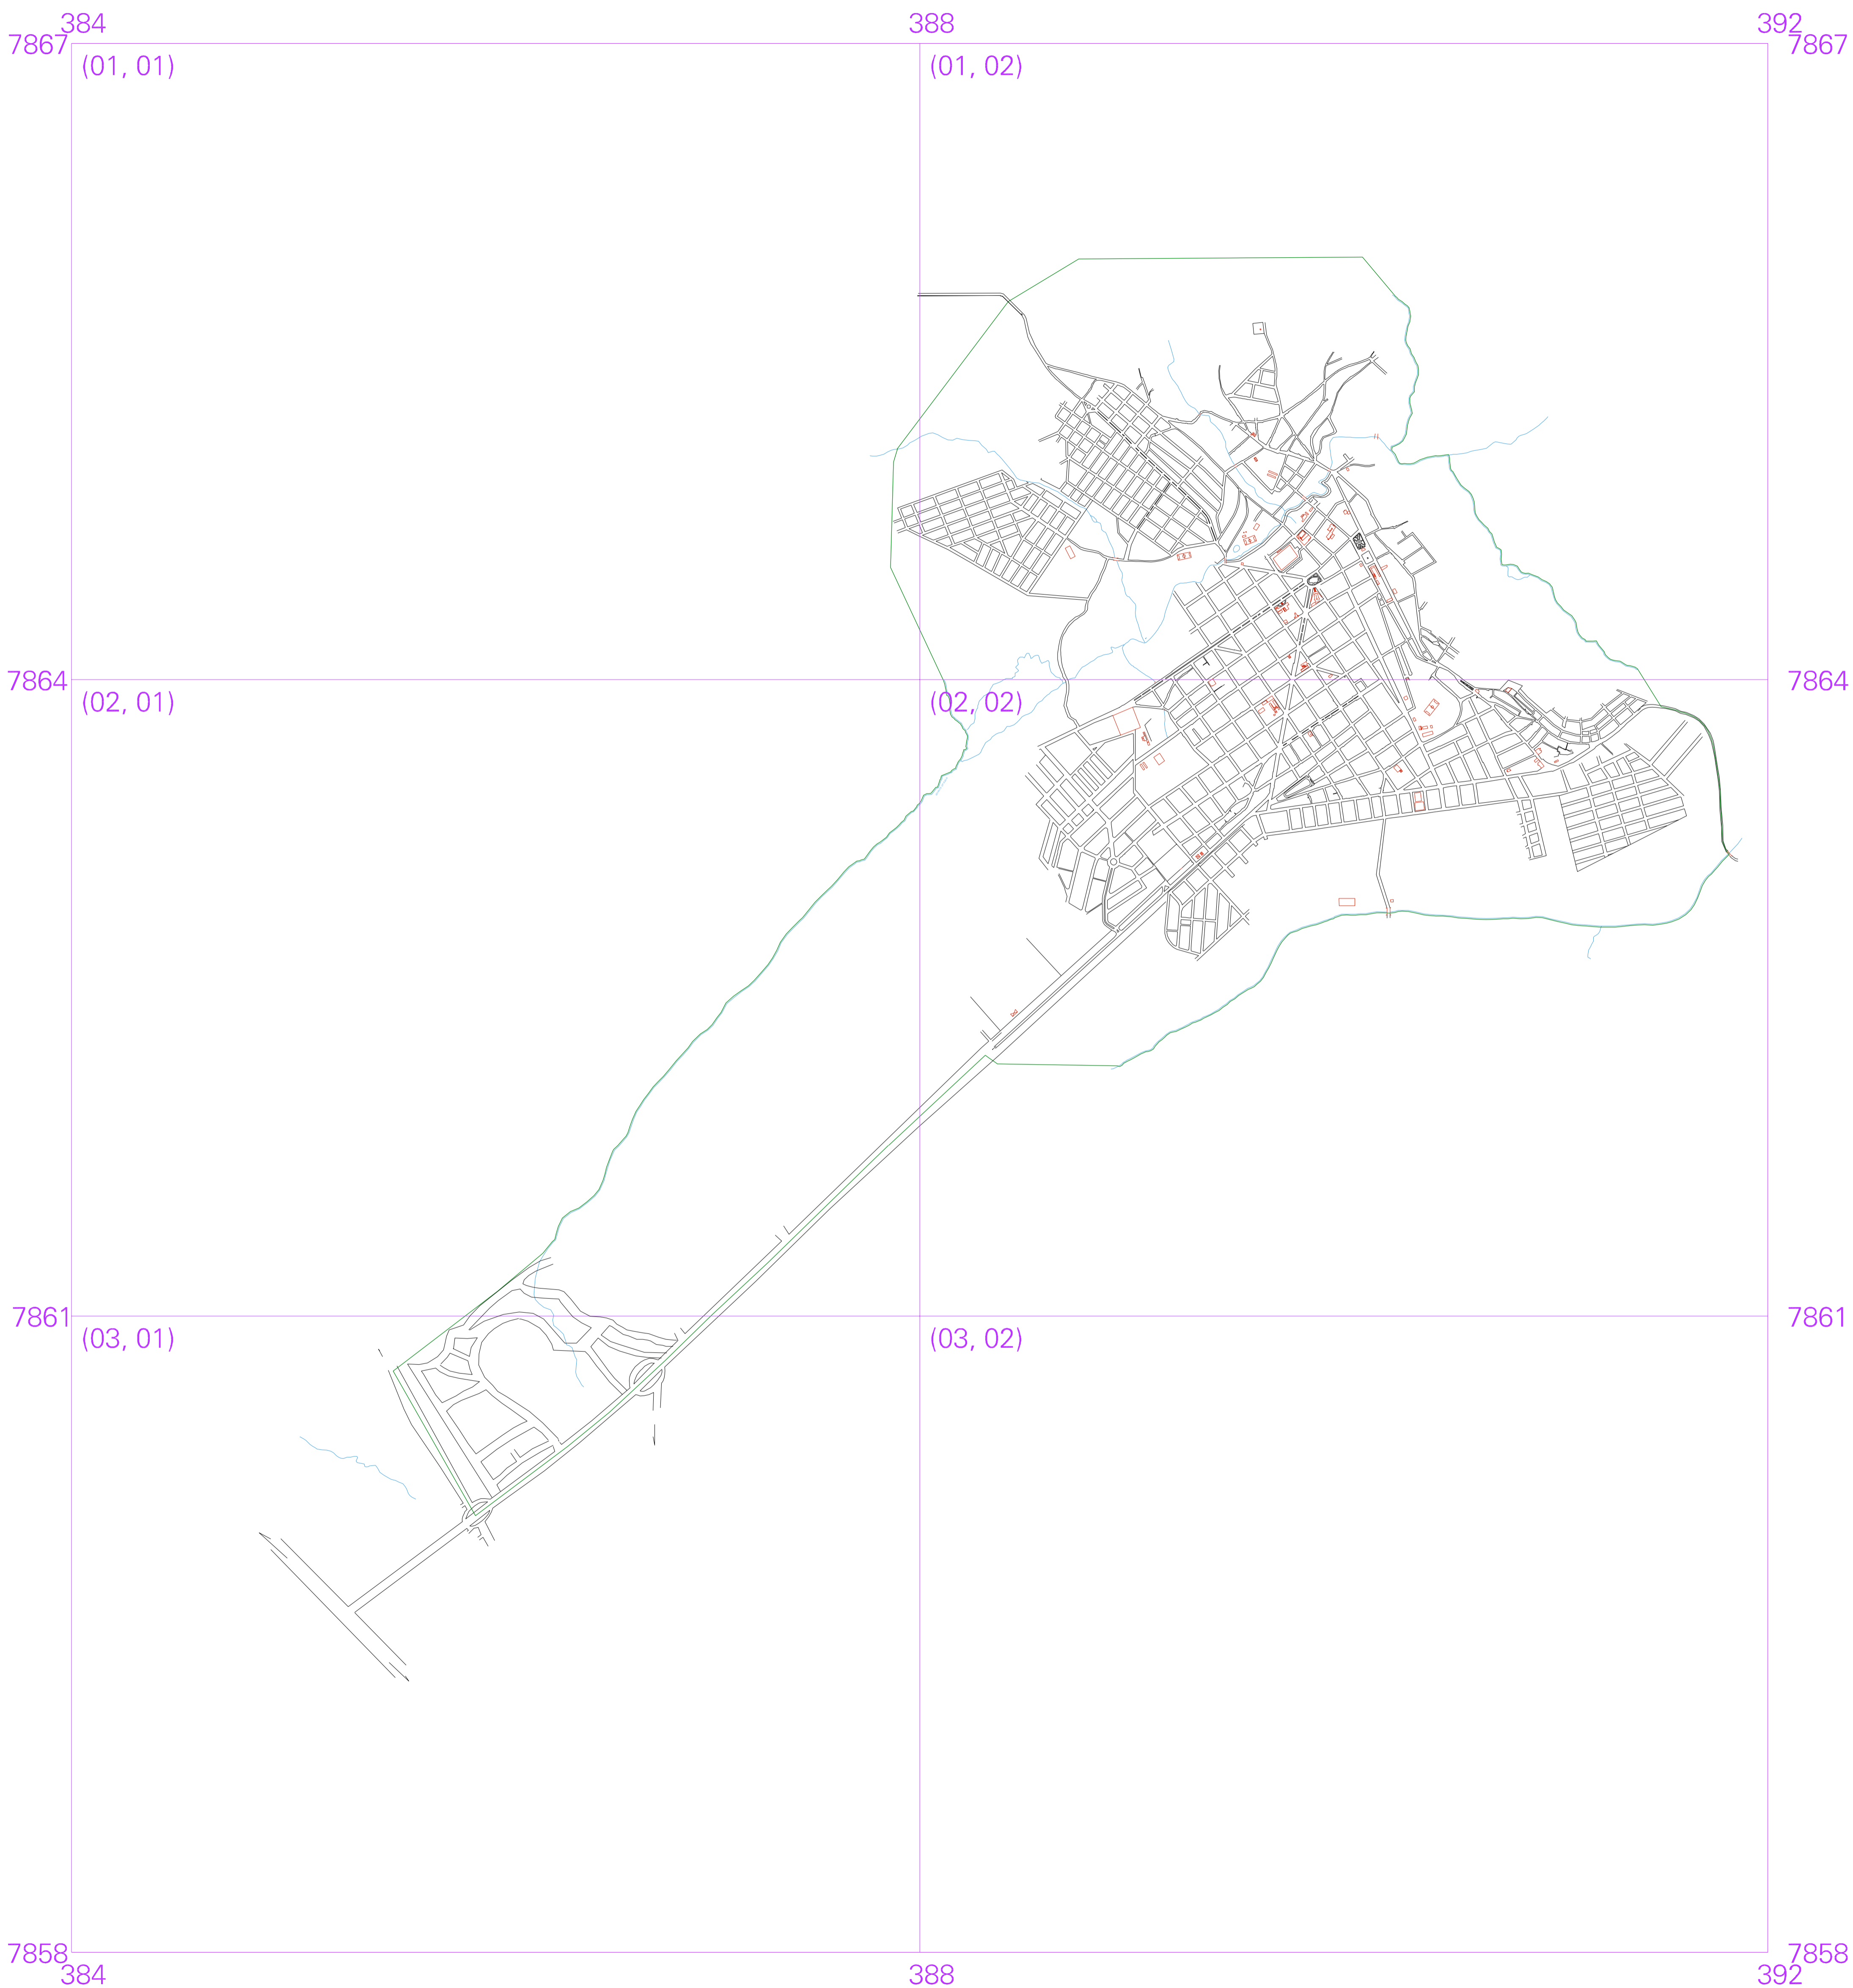 384 388 392
7867 7867
(01, 01) (01, 02)
7864 7864
(02, 01) (02, 02)
7861 7861
(03, 01) (03, 02)
7858 7858
384 388 392